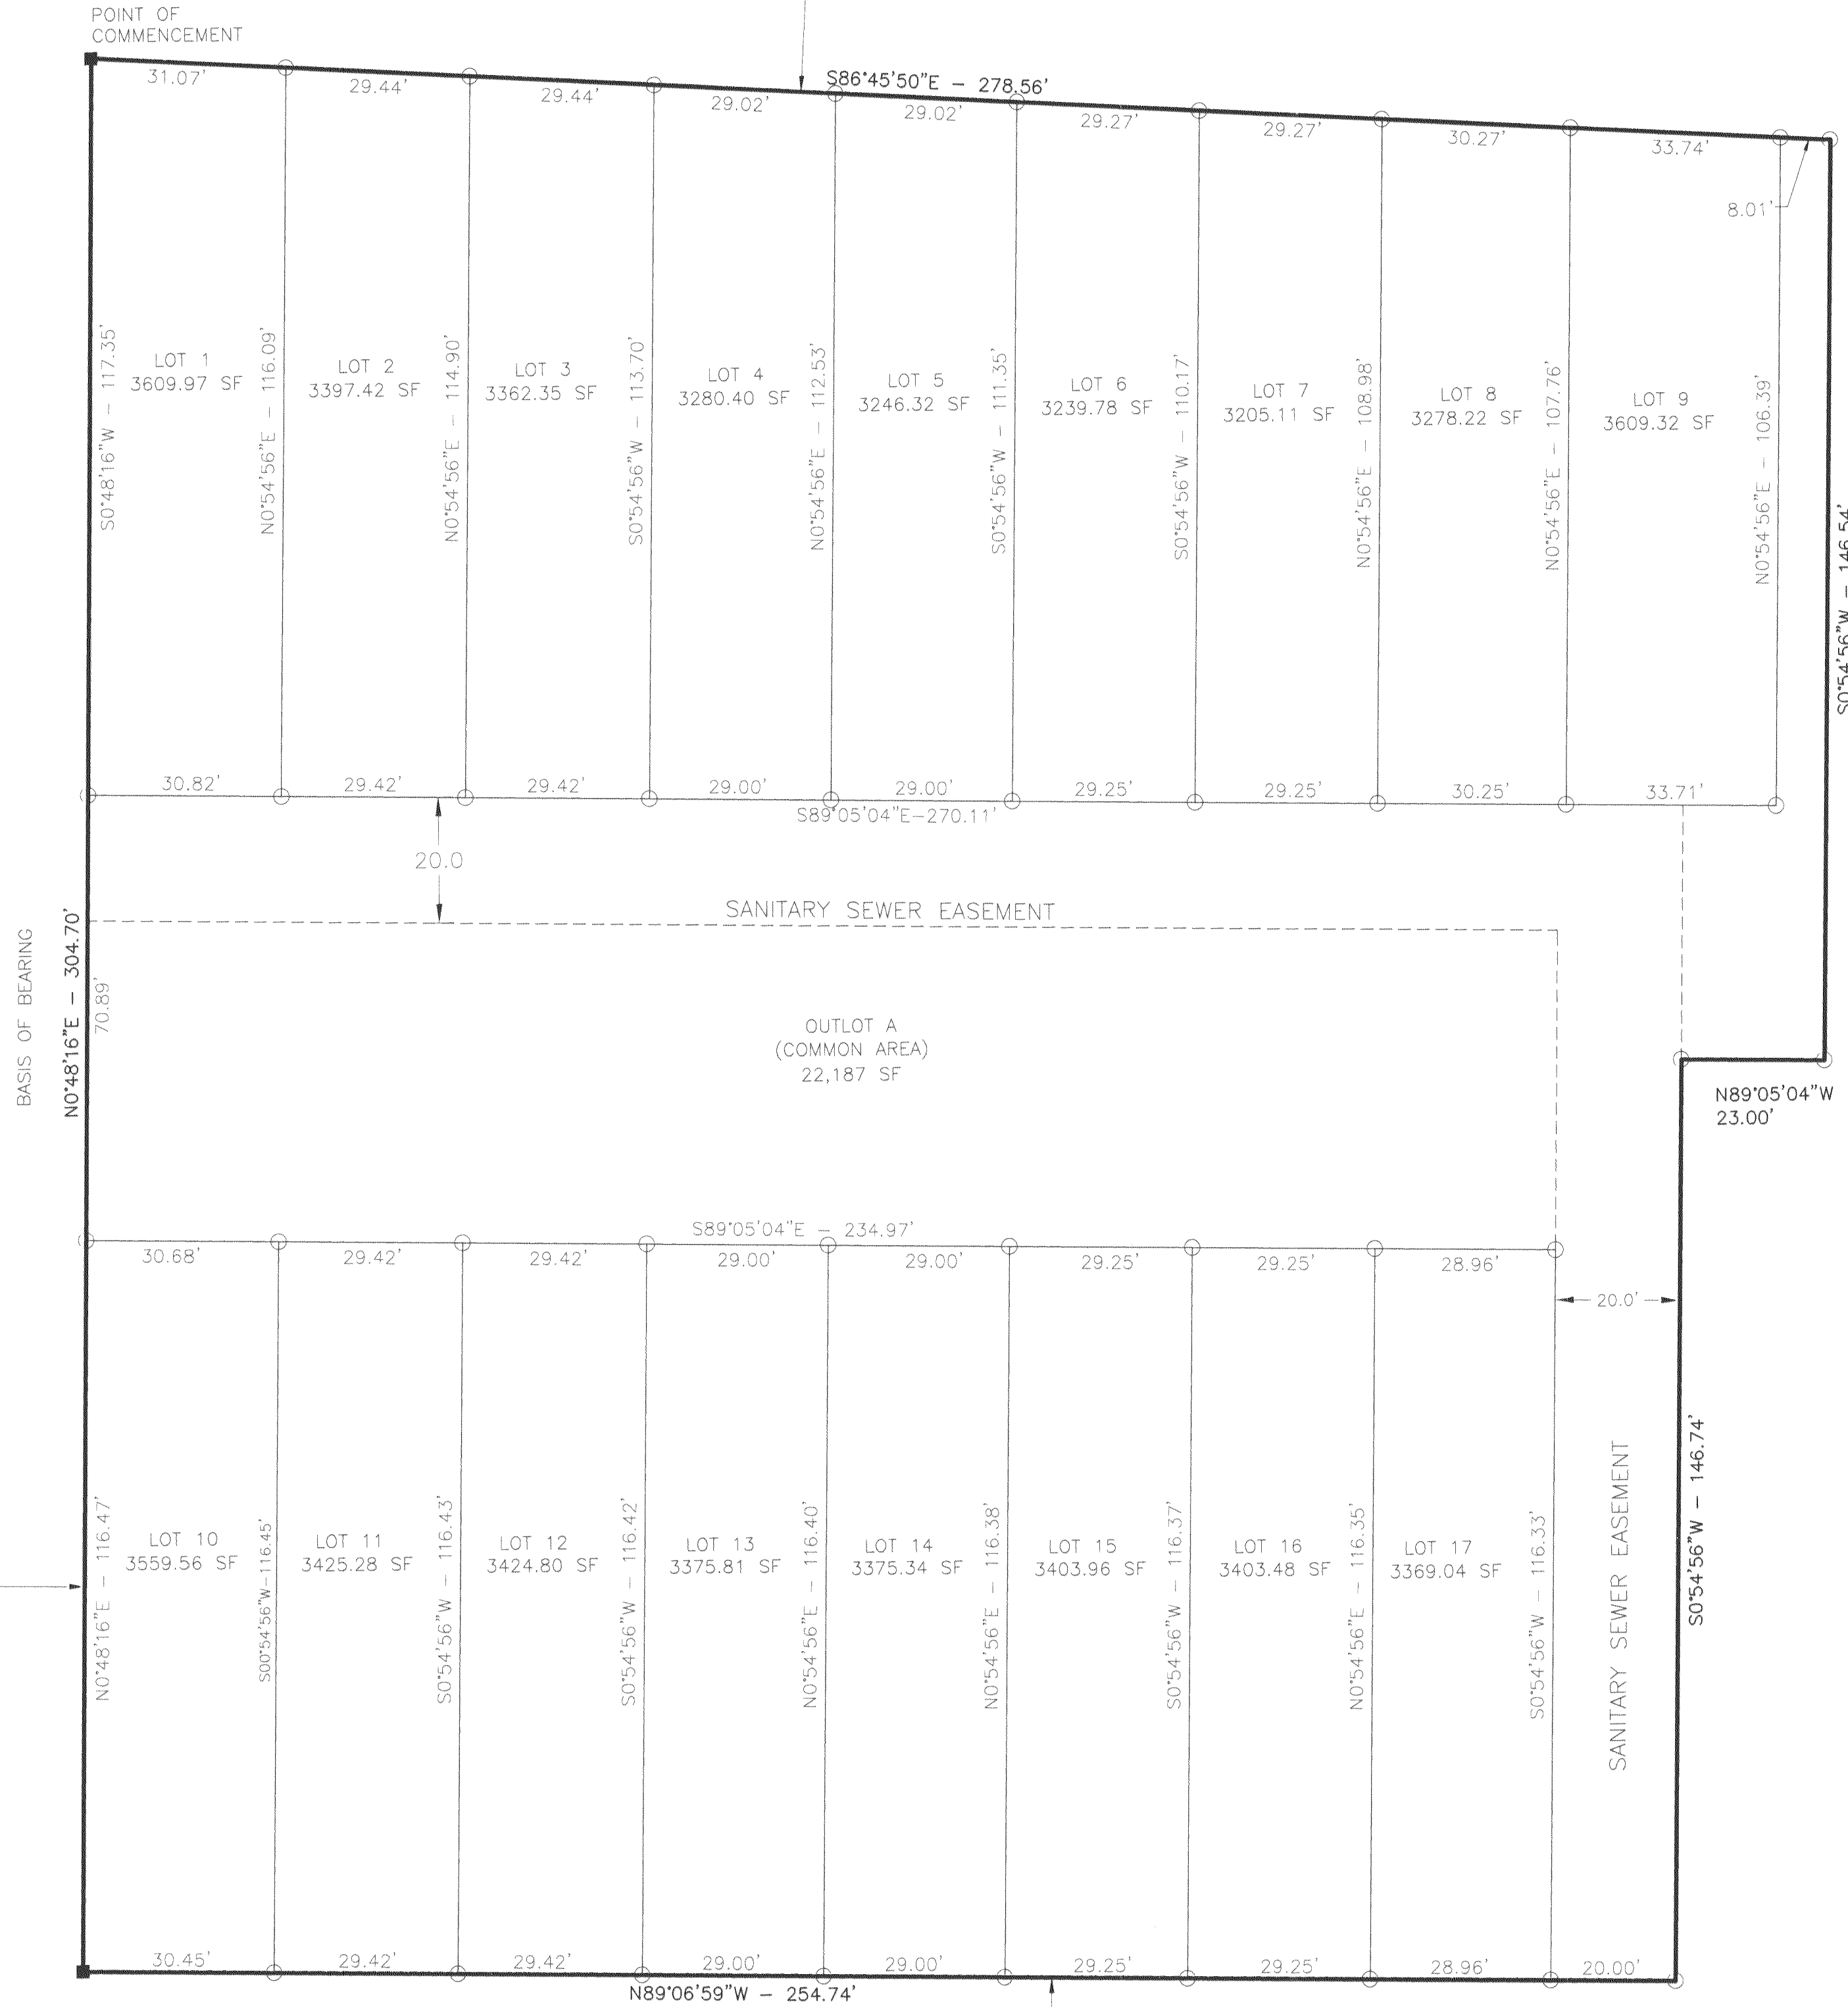 POINT OF
COMMENCEMENT
S86°45'50"E – 278.56'
31.07'
29.44'
29.44'
29.02'
29.02'
29.27'
29.27'
30.27'
33.74'
8.01'
S0°48'16"W – 117.35'
LOT 1
3609.97 SF
N0°54'56"E – 116.09'
LOT 2
3397.42 SF
N0°54'56"E – 114.90'
LOT 3
3362.35 SF
S0°54'56"W – 113.70'
LOT 4
3280.40 SF
N0°54'56"E – 112.53'
LOT 5
3246.32 SF
S0°54'56"W – 111.35'
LOT 6
3239.78 SF
S0°54'56"W – 110.17'
LOT 7
3205.11 SF
N0°54'56"E – 108.98'
LOT 8
3278.22 SF
N0°54'56"E – 107.76'
LOT 9
3609.32 SF
N0°54'56"E – 106.39'
S0°54'56"W – 146.54'
30.82'
29.42'
29.42'
29.00'
29.00'
29.25'
29.25'
30.25'
33.71'
S89°05'04"E–270.11'
20.0
SANITARY SEWER EASEMENT
BASIS OF BEARING
N0°48'16"E – 304.70'
70.89'
OUTLOT A
(COMMON AREA)
22,187 SF
N89°05'04"W
23.00'
S89°05'04"E – 234.97'
30.68'
29.42'
29.42'
29.00'
29.00'
29.25'
29.25'
28.96'
20.0'
N0°48'16"E – 116.47'
LOT 10
3559.56 SF
S00°54'56"W–116.45'
LOT 11
3425.28 SF
S0°54'56"W – 116.43'
LOT 12
3424.80 SF
S0°54'56"W – 116.42'
LOT 13
3375.81 SF
N0°54'56"E – 116.40'
LOT 14
3375.34 SF
N0°54'56"E – 116.38'
LOT 15
3403.96 SF
S0°54'56"W – 116.37'
LOT 16
3403.48 SF
N0°54'56"E – 116.35'
LOT 17
3369.04 SF
S0°54'56"W – 116.33'
SANITARY SEWER EASEMENT
S0°54'56"W – 146.74'
30.45'
29.42'
29.42'
29.00'
29.00'
29.25'
29.25'
28.96'
20.00'
N89°06'59"W – 254.74'